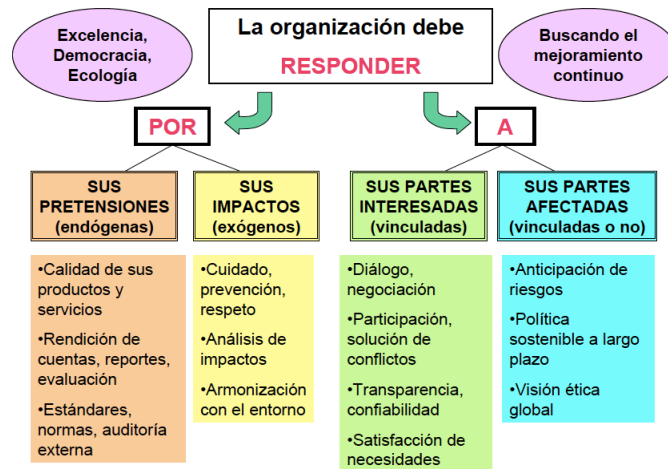 Excelencia,
Democracia,
Ecología
La organización debe
RESPONDER
Buscando el
mejoramiento
continuo
POR
A
SUS
PRETENSIONES
(endógenas)
SUS
IMPACTOS
(exógenos)
SUS PARTES
INTERESADAS
(vinculadas)
SUS PARTES
AFECTADAS
(vinculadas o no)
•Calidad de sus
productos y
servicios
•Rendición de
cuentas, reportes,
evaluación
•Estándares,
normas, auditoría
externa
•Cuidado,
prevención,
respeto
•Análisis de
impactos
•Armonización
con el entorno
•Diálogo,
negociación
•Participación,
solución de
conflictos
•Transparencia,
confiabilidad
•Satisfacción de
necesidades
•Anticipación de
riesgos
•Política
sostenible a largo
plazo
•Visión ética
global